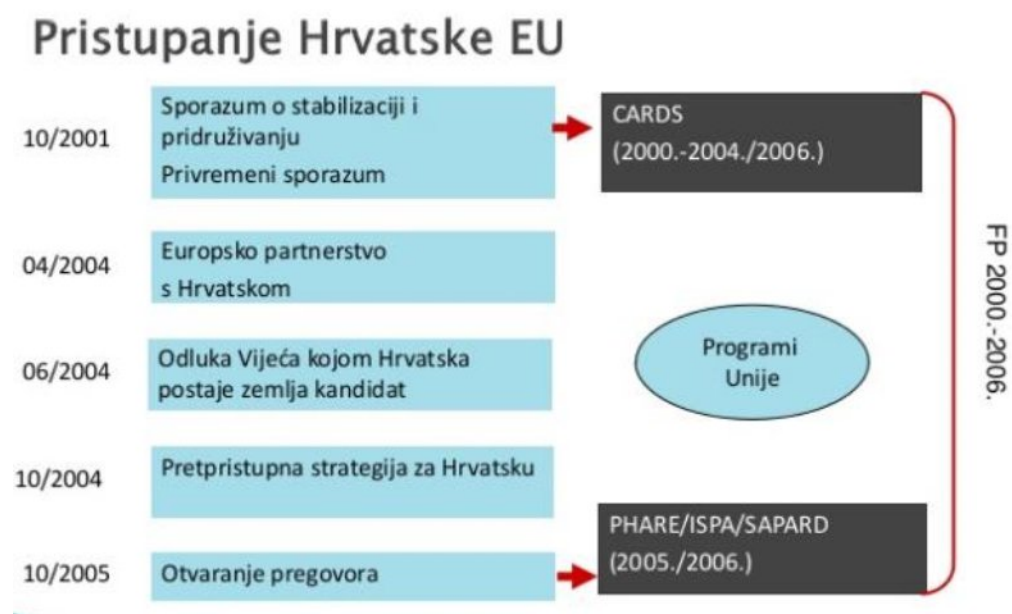 Pristupanje Hrvatske EU
10/2001
Sporazum o stabilizaciji i
pridruživanju
Privremeni sporazum
CARDS
(2000.-2004./2006.)
04/2004
Europsko partnerstvo
s Hrvatskom
06/2004
Odluka Vijeća kojom Hrvatska
postaje zemlja kandidat
Programi
Unije
10/2004
Pretpristupna strategija za Hrvatsku
10/2005
Otvaranje pregovora
PHARE/ISPA/SAPARD
(2005./2006.)
FP 2000.-2006.